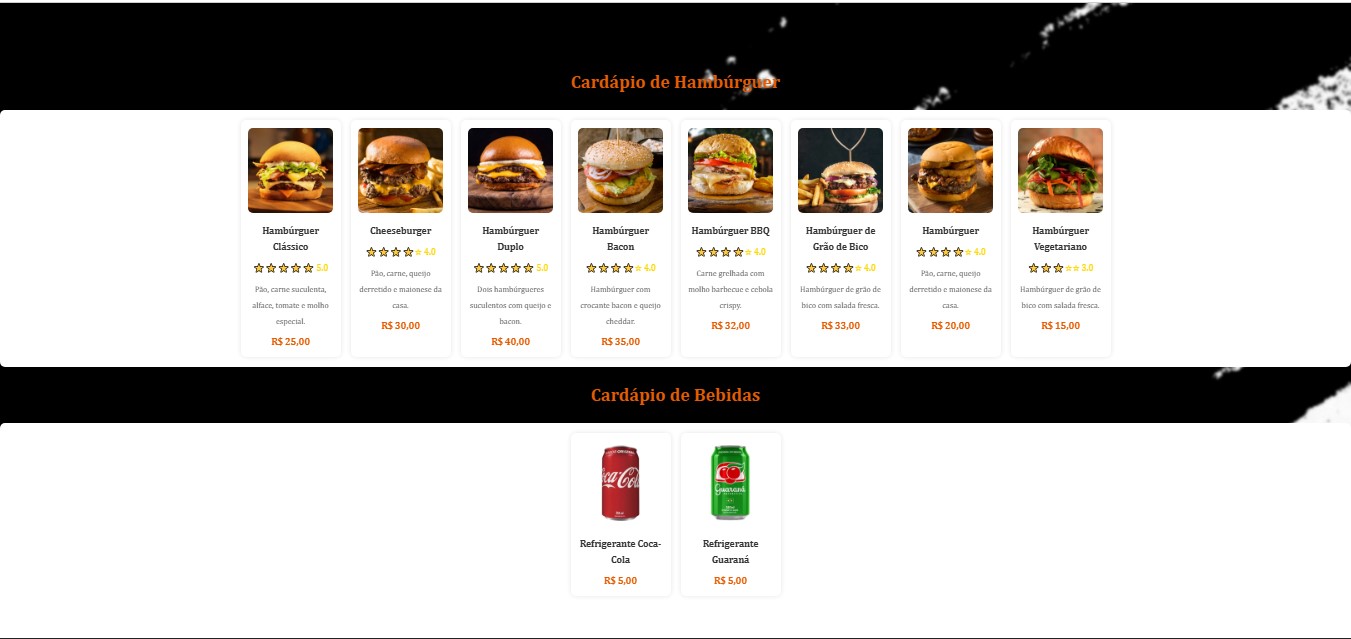 Cardápio de Hambúrguer
Hambúrguer
Clássico
5.0
Pão, carne suculenta,
alface, tomate e molho
especial.
R$ 25,00
Cheeseburger
4.0
Pão, carne, queijo
derretido e maionese da
casa.
R$ 30,00
Hambúrguer
Duplo
5.0
Dois hambúrgueres
suculentos com queijo e
bacon.
R$ 40,00
Hambúrguer
Bacon
4.0
Hambúrguer com
crocante bacon e queijo
cheddar.
R$ 35,00
Hambúrguer BBQ
4.0
Carne grelhada com
molho barbecue e cebola
crispy.
R$ 32,00
Hambúrguer de
Grão de Bico
4.0
Hambúrguer de grão de
bico com salada fresca.
R$ 33,00
Hambúrguer
4.0
Pão, carne, queijo
derretido e maionese da
casa.
R$ 20,00
Hambúrguer
Vegetariano
3.0
Hambúrguer de grão de
bico com salada fresca.
R$ 15,00
Cardápio de Bebidas
Coca-Cola
Refrigerante Coca-
Cola
R$ 5,00
Guaraná
Refrigerante
Guaraná
R$ 5,00